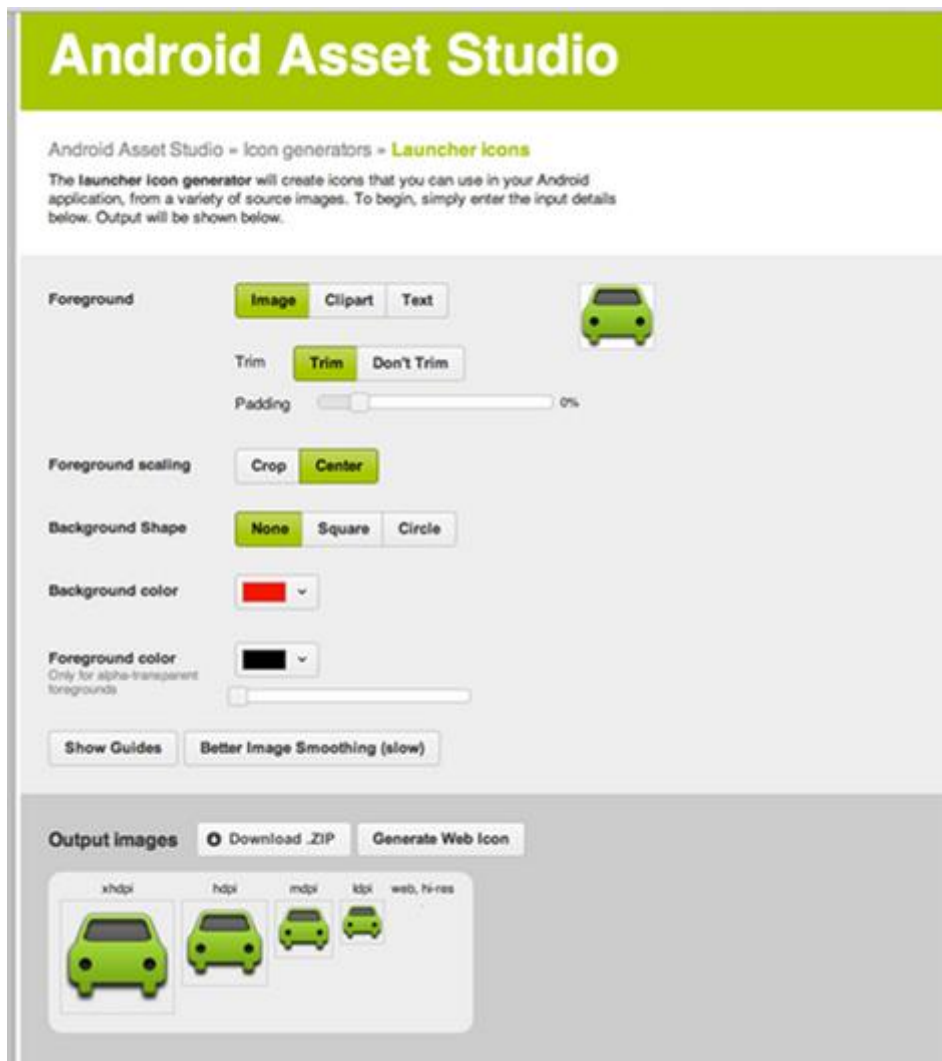 Android Asset Studio
Android Asset Studio » Icon generators » Launcher icons
The launcher icon generator will create icons that you can use in your Android
application, from a variety of source images. To begin, simply enter the input details
below. Output will be shown below.
Foreground Image Clipart Text
Trim Trim Don't Trim
Padding 0%
Foreground scaling Crop Center
Background Shape None Square Circle
Background color
Foreground color
Only for alpha-transparent
foregrounds
Show Guides Better Image Smoothing (slow)
Output images Download .ZIP Generate Web Icon
xhdpi hdpi mdpi ldpi web, hi-res